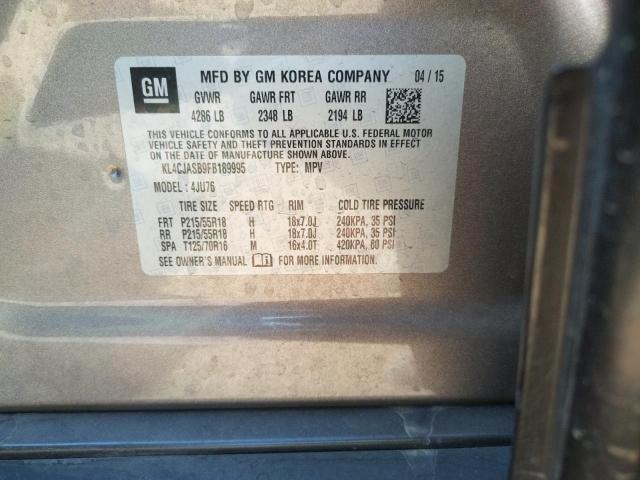 GM
MFD BY GM KOREA COMPANY 04 / 15
GVWR GAWR FRT GAWR RR
4286 LB 2348 LB 2194 LB
THIS VEHICLE CONFORMS TO ALL APPLICABLE U.S. FEDERAL MOTOR
VEHICLE SAFETY AND THEFT PREVENTION STANDARDS IN EFFECT
ON THE DATE OF MANUFACTURE SHOWN ABOVE.
KL4CJASB9FB189995 TYPE: MPV
MODEL : 4JU76
TIRE SIZE SPEED RTG RIM COLD TIRE PRESSURE
FRT P215/55R18 H 18x7.0J 240KPA, 35 PSI
RR P215/55R18 H 18x7.0J 240KPA, 35 PSI
SPA T125/70R16 M 16x4.0T 420KPA, 60 PSI
SEE OWNER'S MANUAL FOR MORE INFORMATION.